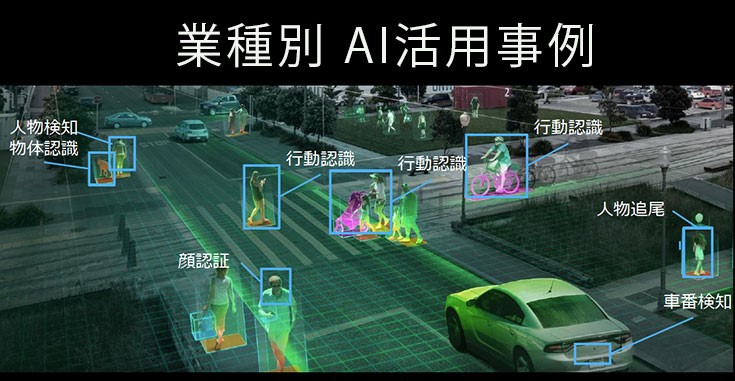 業種別 AI活用事例
人物検知
物体認識
行動認識
行動認識
行動認識
人物追尾
顔認証
車番検知